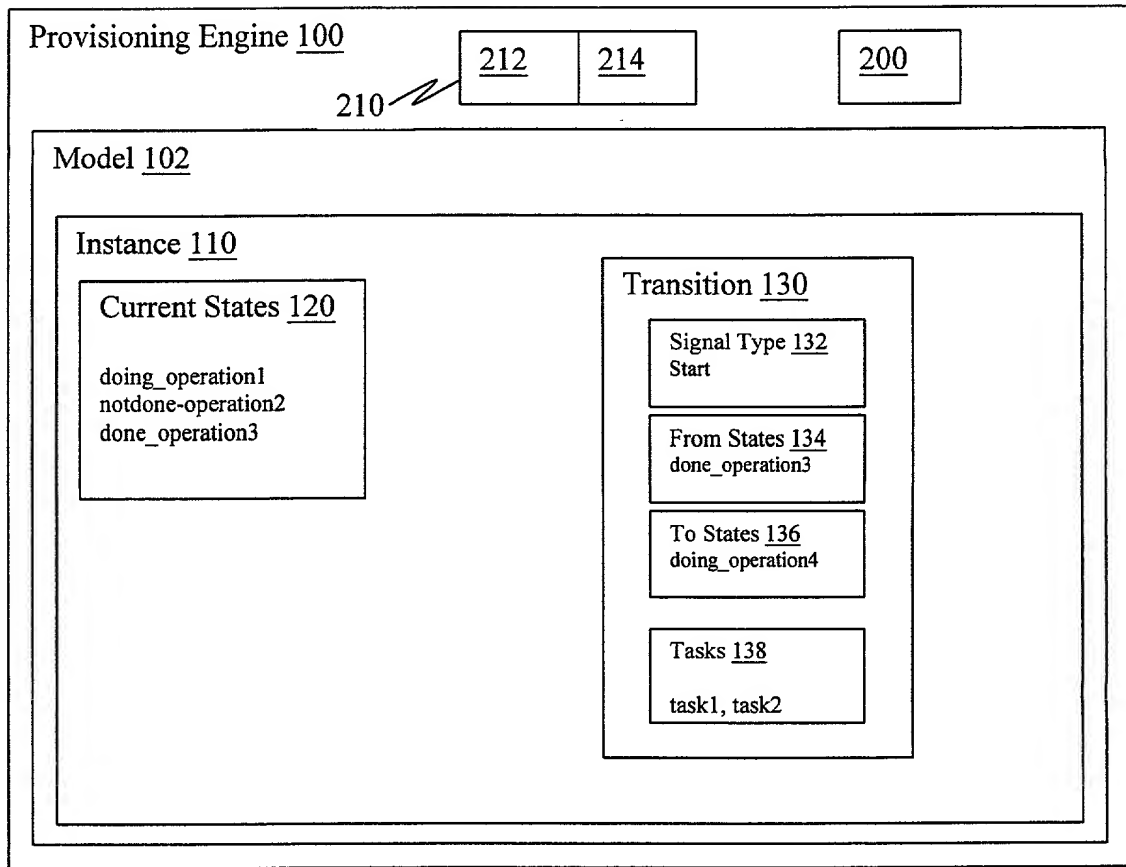 Provisioning Engine 100
212 214 200
210
Model 102
Instance 110
Current States 120
doing_operation1
notdone-operation2
done_operation3
Transition 130
Signal Type 132
Start
From States 134
done_operation3
To States 136
doing_operation4
Tasks 138
task1, task2